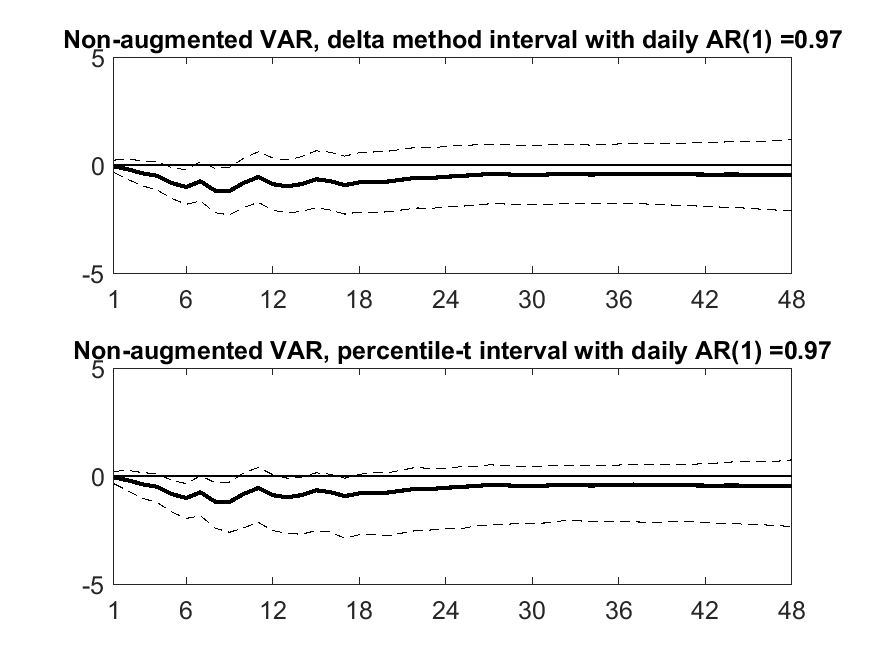 Non-augmented VAR, delta method interval with daily AR(1) =0.97
5
0
-5
1 6 12 18 24 30 36 42 48
Non-augmented VAR, percentile-t interval with daily AR(1) =0.97
5
0
-5
1 6 12 18 24 30 36 42 48